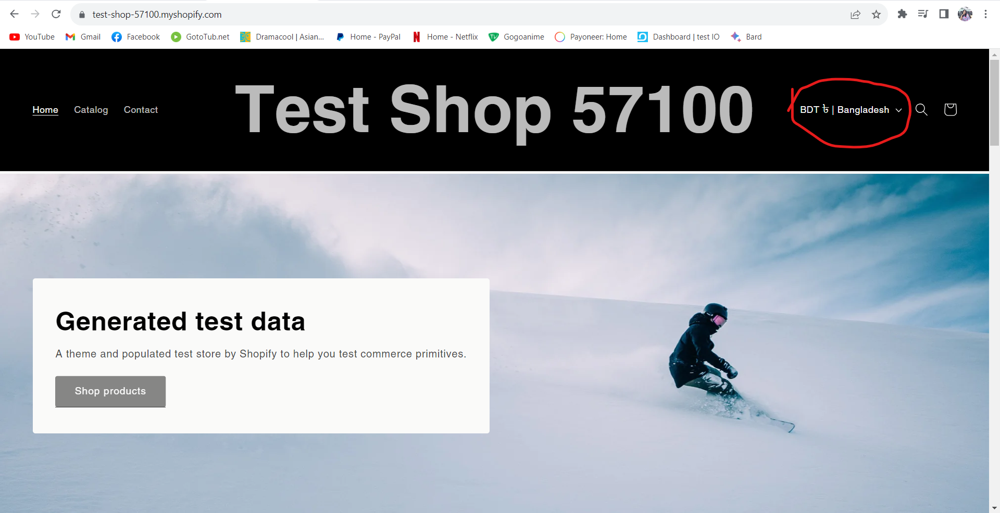 test-shop-57100.myshopify.com
YouTube Gmail Facebook GotoTub.net Dramacool | Asian... Home - PayPal Home - Netflix Gogoanime Payoneer: Home Dashboard | test IO Bard
Home Catalog Contact Test Shop 57100 BDT ৳ | Bangladesh
Generated test data
A theme and populated test store by Shopify to help you test commerce primitives.
Shop products